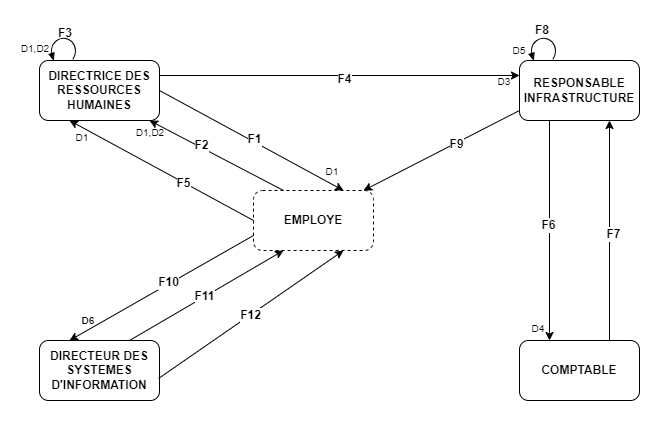 F3
F8
D1,D2
D5
DIRECTRICE DES
RESSOURCES
HUMAINES
F4
D3
RESPONSABLE
INFRASTRUCTURE
D1
D1,D2
F2
F1
F9
D1
F5
EMPLOYE
F6
F7
F10
F11
F12
D6
D4
DIRECTEUR DES
SYSTEMES
D'INFORMATION
COMPTABLE